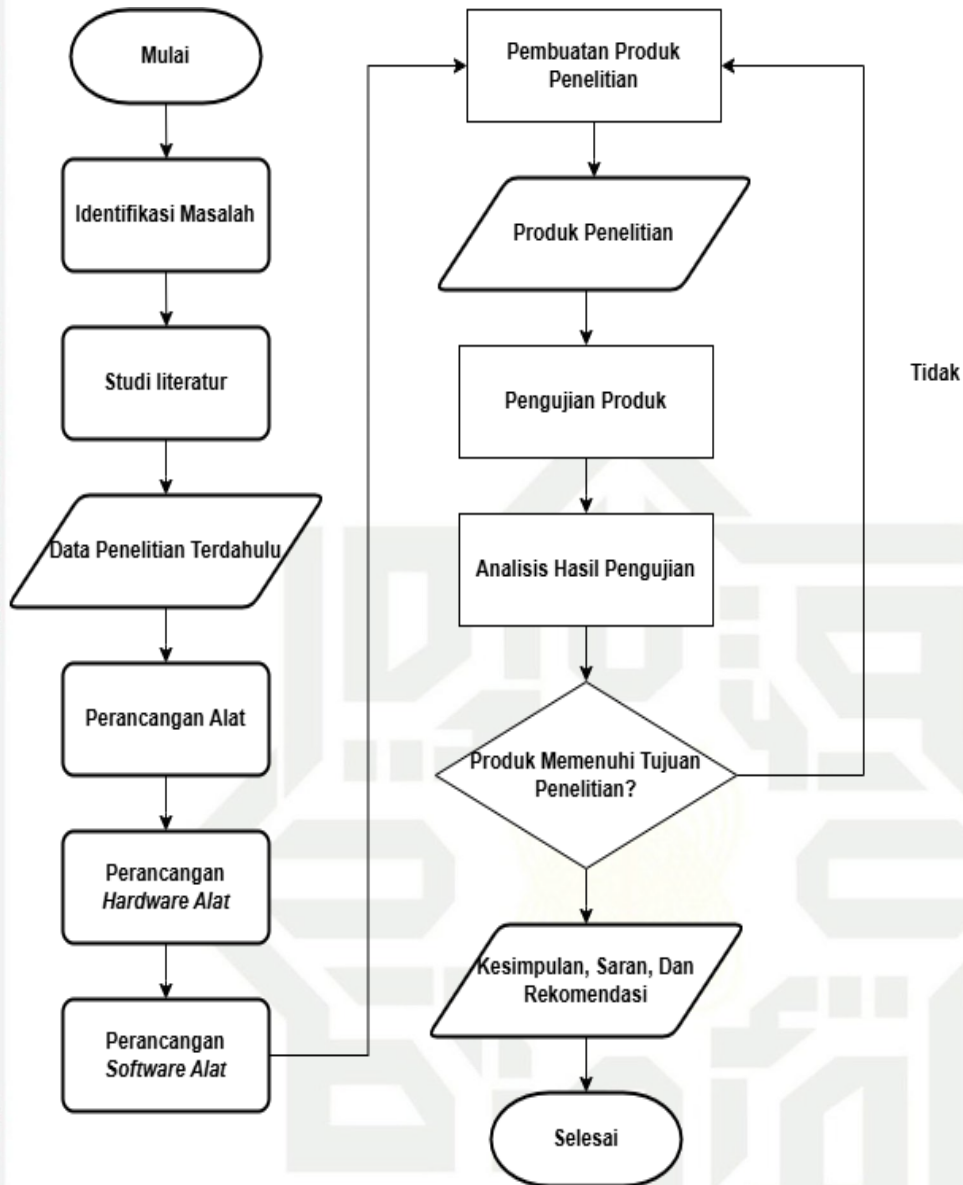 Mulai
Identifikasi Masalah
Studi literatur
Data Penelitian Terdahulu
Perancangan Alat
Perancangan
Hardware Alat
Perancangan
Software Alat
Pembuatan Produk
Penelitian
Produk Penelitian
Pengujian Produk
Analisis Hasil Pengujian
Produk Memenuhi Tujuan
Penelitian?
Tidak
Kesimpulan, Saran, Dan
Rekomendasi
Selesai